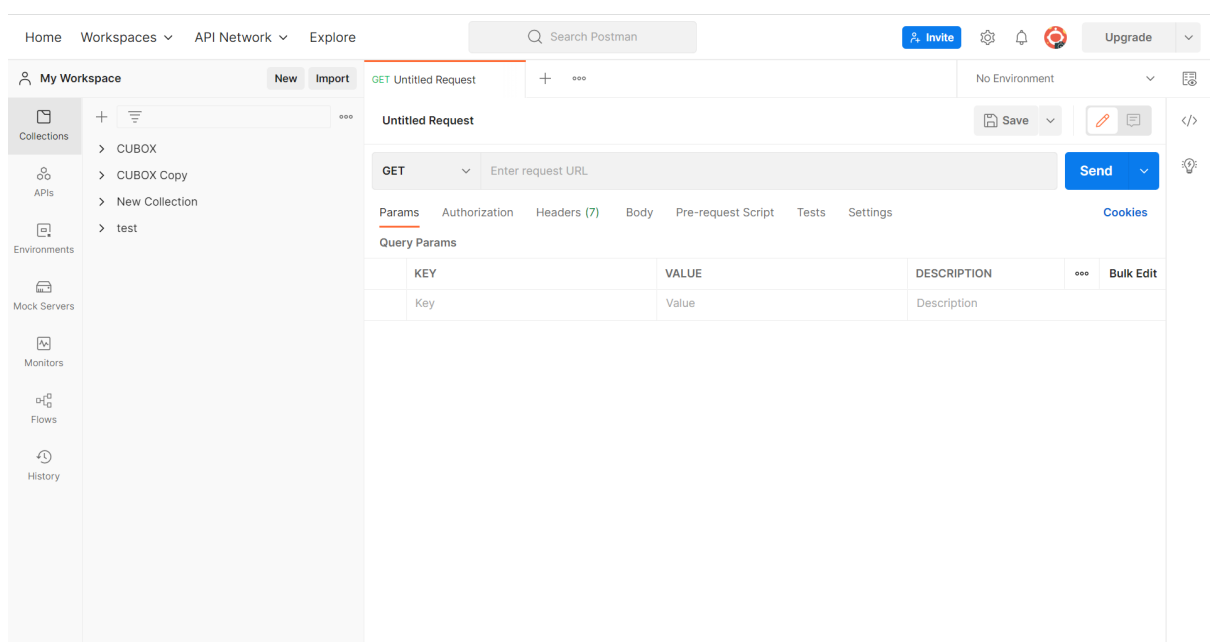 Home Workspaces API Network Explore Search Postman Invite Upgrade
My Workspace New Import GET Untitled Request No Environment
Collections
APIs
Environments
Mock Servers
Monitors
Flows
History
CUBOX
CUBOX Copy
New Collection
test
Untitled Request Save
GET Enter request URL Send
Params Authorization Headers (7) Body Pre-request Script Tests Settings Cookies
Query Params
KEY VALUE DESCRIPTION Bulk Edit
Key Value Description